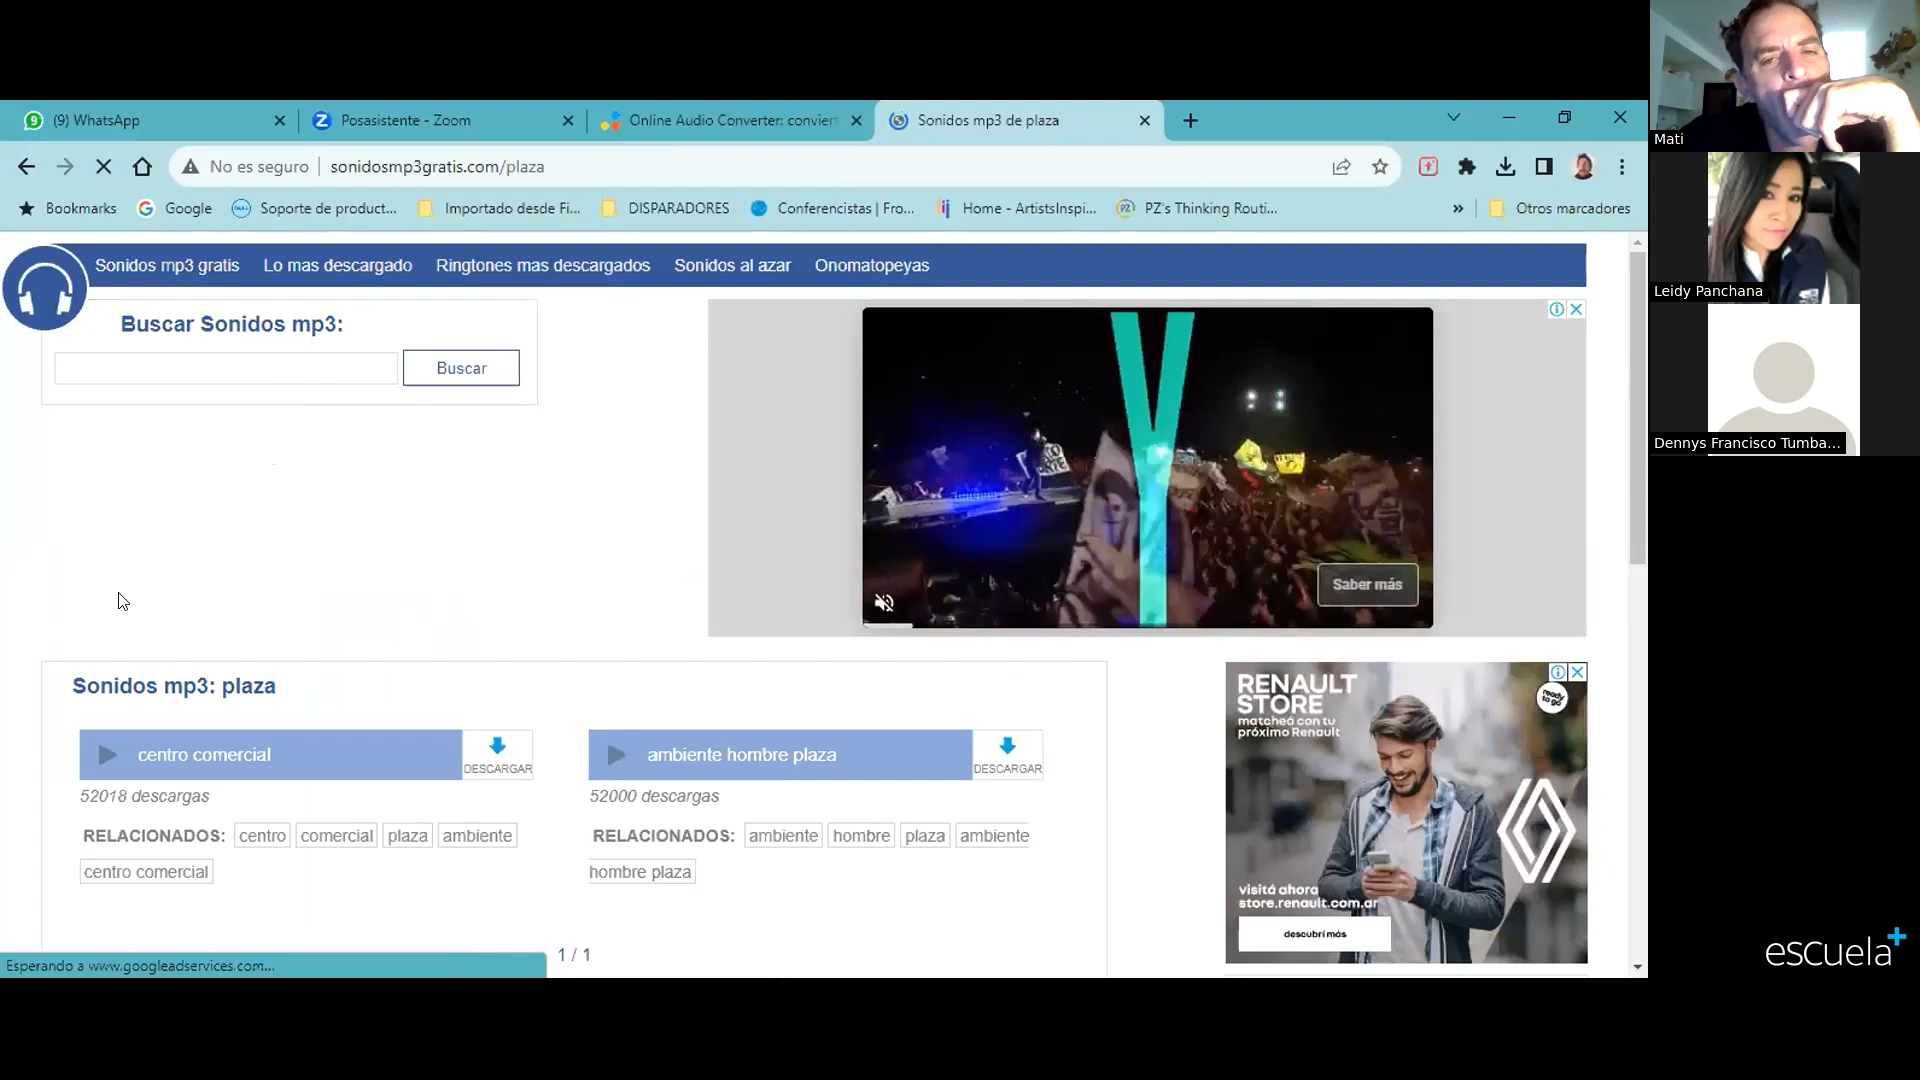 (9) WhatsApp
Posasistente - Zoom
Online Audio Converter: conviert
Sonidos mp3 de plaza
No es seguro
sonidosmp3gratis.com/plaza
Bookmarks
Google
Soporte de product...
Importado desde Fi...
DISPARADORES
Conferencistas | Fro...
Home - ArtistsInspi...
PZ's Thinking Routi...
»
Otros marcadores
Sonidos mp3 gratis
Lo mas descargado
Ringtones mas descargados
Sonidos al azar
Onomatopeyas
Buscar Sonidos mp3:
Buscar
Saber más
Sonidos mp3: plaza
centro comercial
DESCARGAR
52018 descargas
RELACIONADOS: centro comercial plaza ambiente
centro comercial
ambiente hombre plaza
DESCARGAR
52000 descargas
RELACIONADOS: ambiente hombre plaza ambiente
hombre plaza
1 / 1
RENAULT
STORE
matcheá con tu
próximo Renault
ready
to go
visitá ahora
store.renault.com.ar
descubrí más
Esperando a www.googleadservices.com...
Mati
Leidy Panchana
Dennys Francisco Tumba...
escuela+